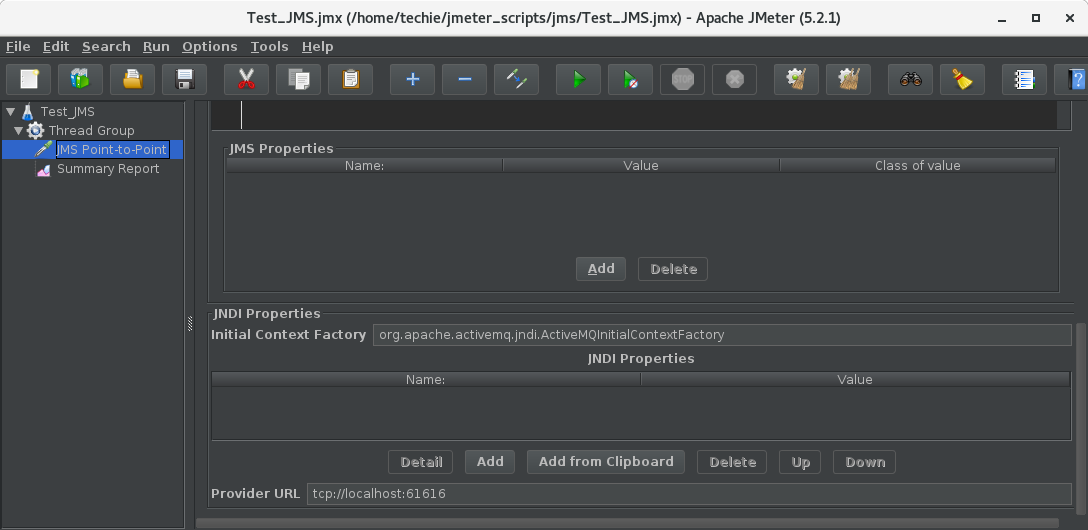 Test_JMS.jmx (/home/techie/jmeter_scripts/jms/Test_JMS.jmx) - Apache JMeter (5.2.1)
File Edit Search Run Options Tools Help
STOP
Test_JMS
Thread Group
JMS Point-to-Point
Summary Report
JMS Properties
Name: Value Class of value
Add Delete
JNDI Properties
Initial Context Factory org.apache.activemq.jndi.ActiveMQInitialContextFactory
JNDI Properties
Name: Value
Detail Add Add from Clipboard Delete Up Down
Provider URL tcp://localhost:61616